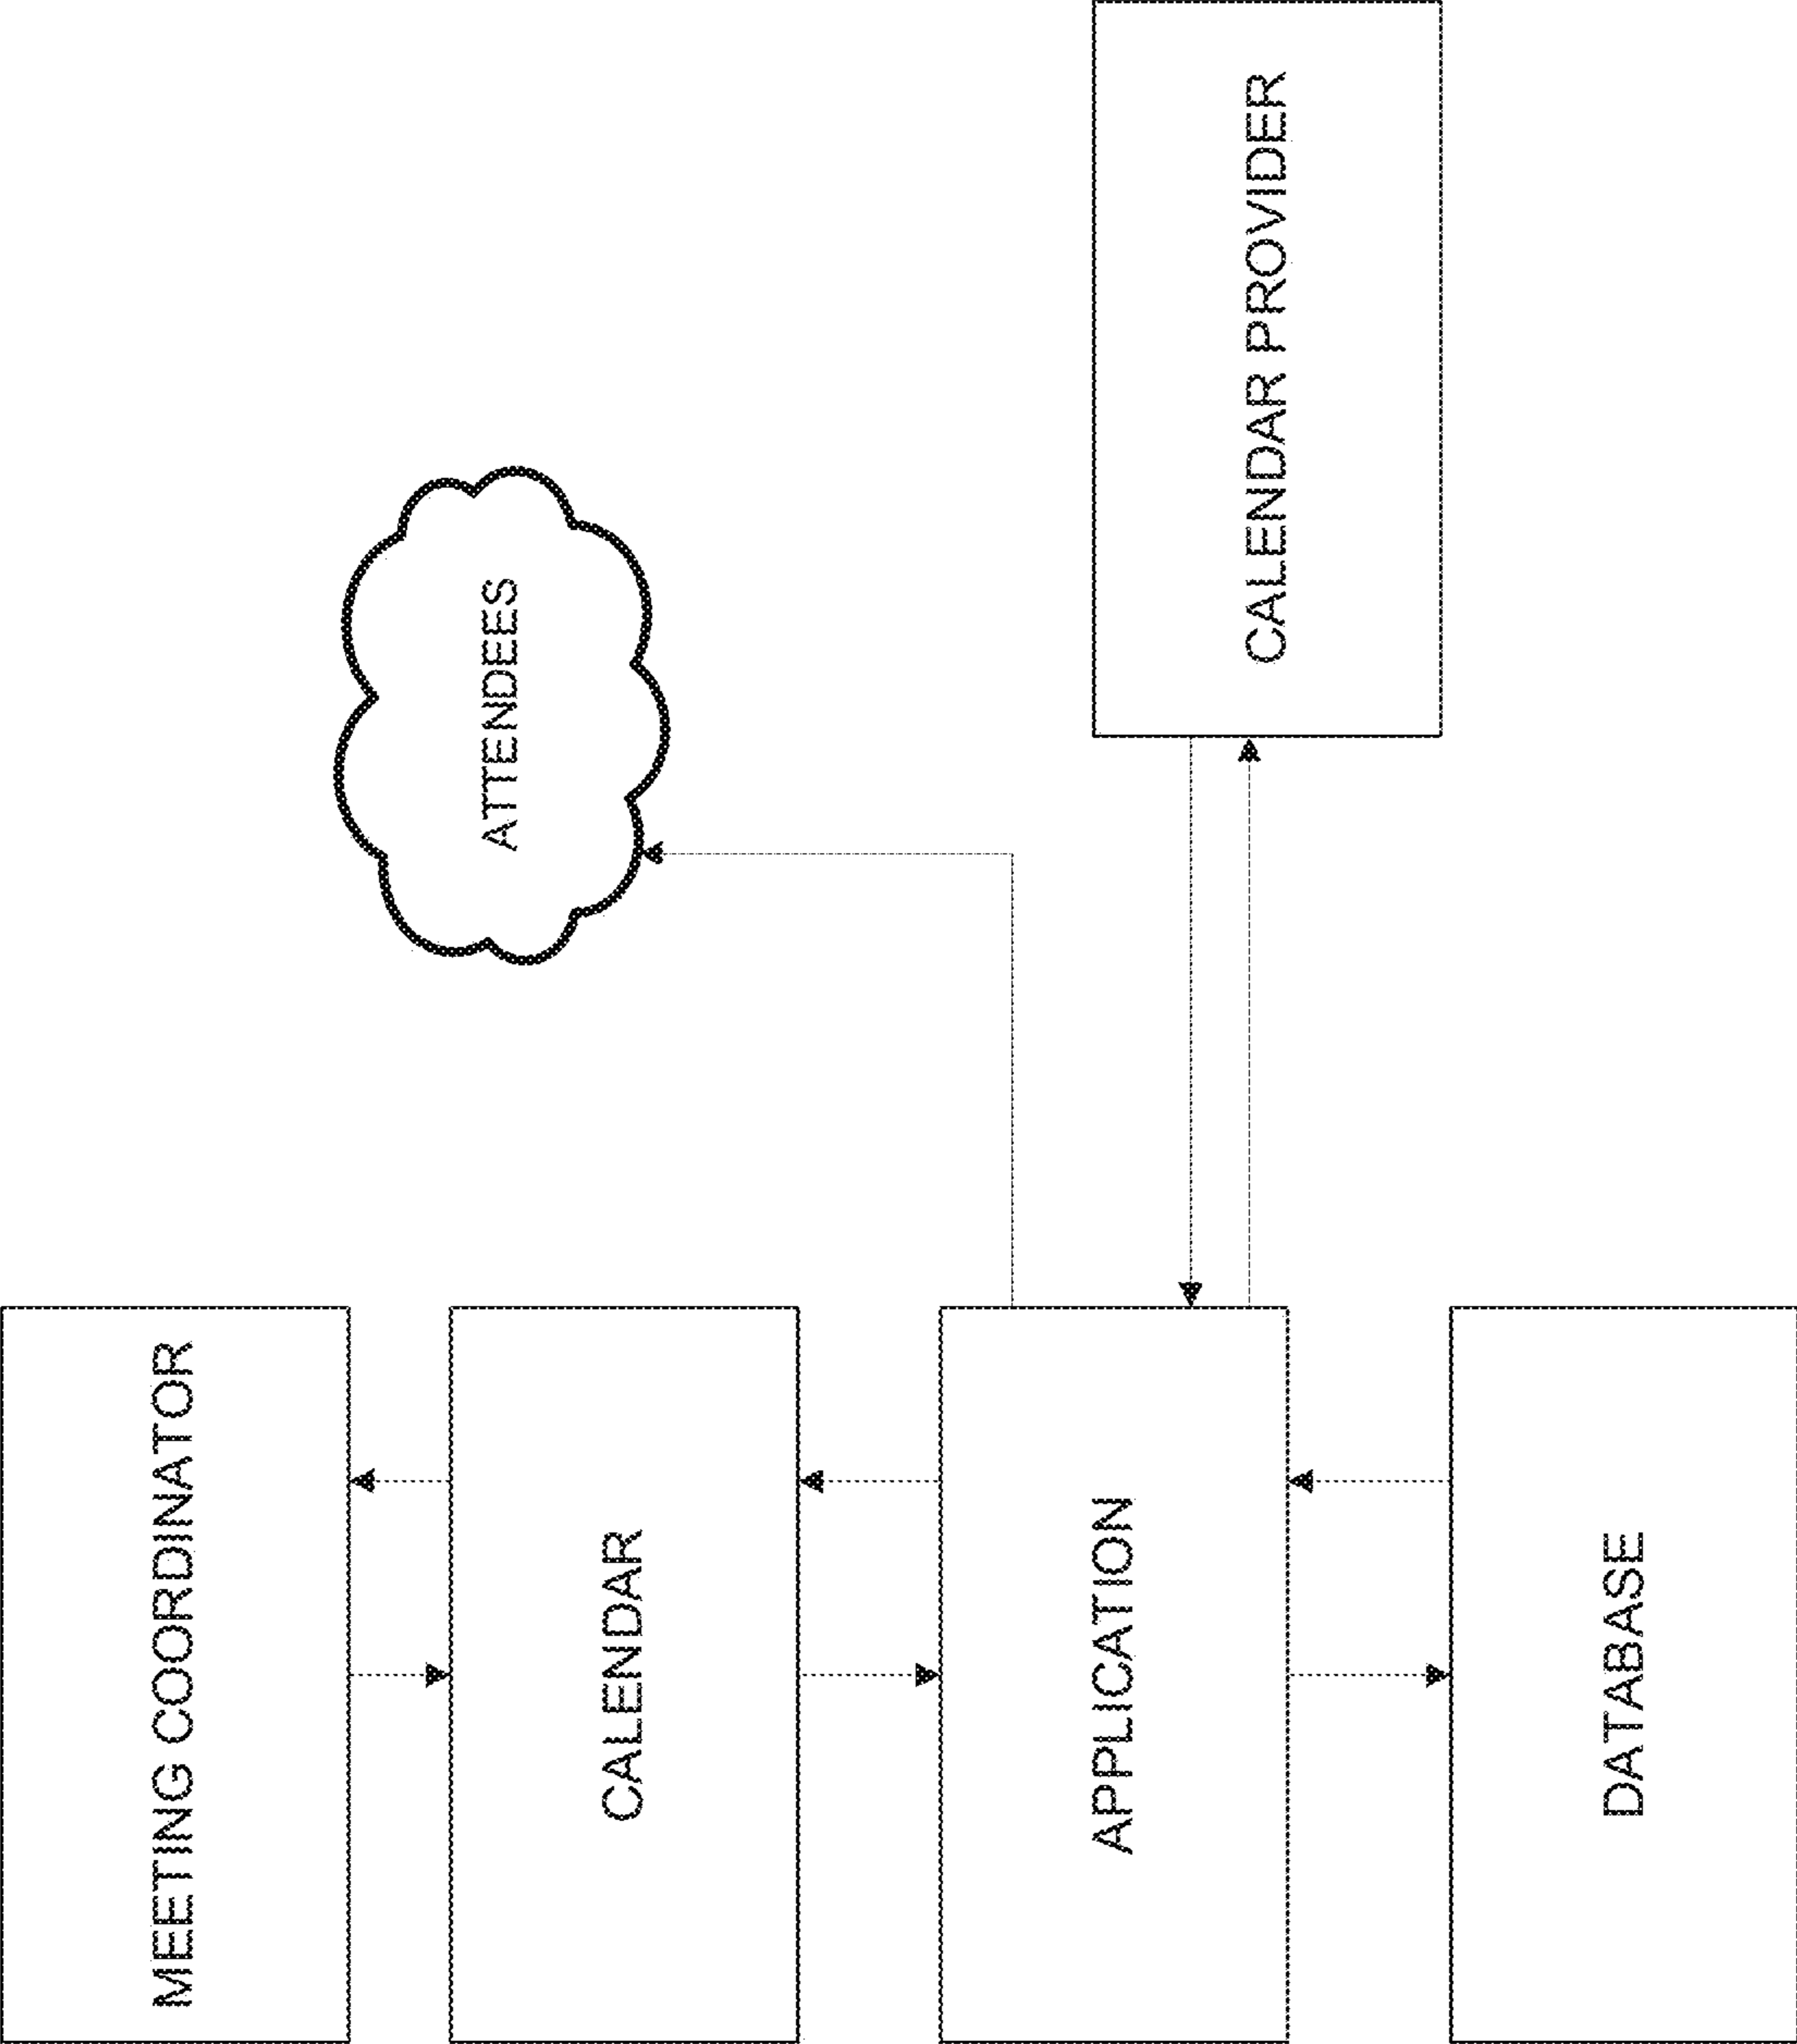 MEETING COORDINATOR
CALENDAR
ATTENDEES
APPLICATION
CALENDAR PROVIDER
DATABASE